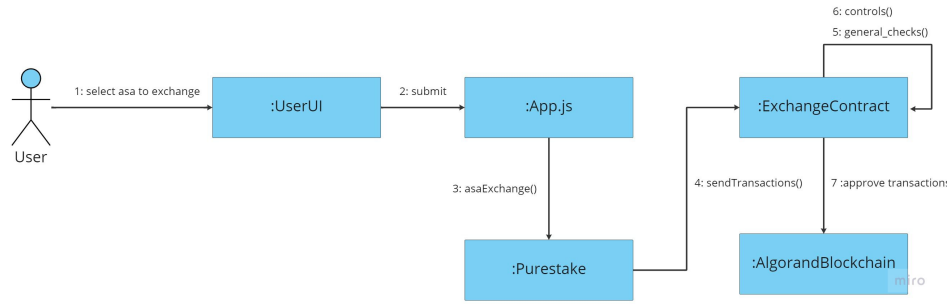 6: controls()
5: general_checks()
1: select asa to exchange
:UserUI
2: submit
:App.js
:ExchangeContract
User
3: asaExchange()
4: sendTransactions()
7 :approve transactions
:Purestake
:AlgorandBlockchain
miro